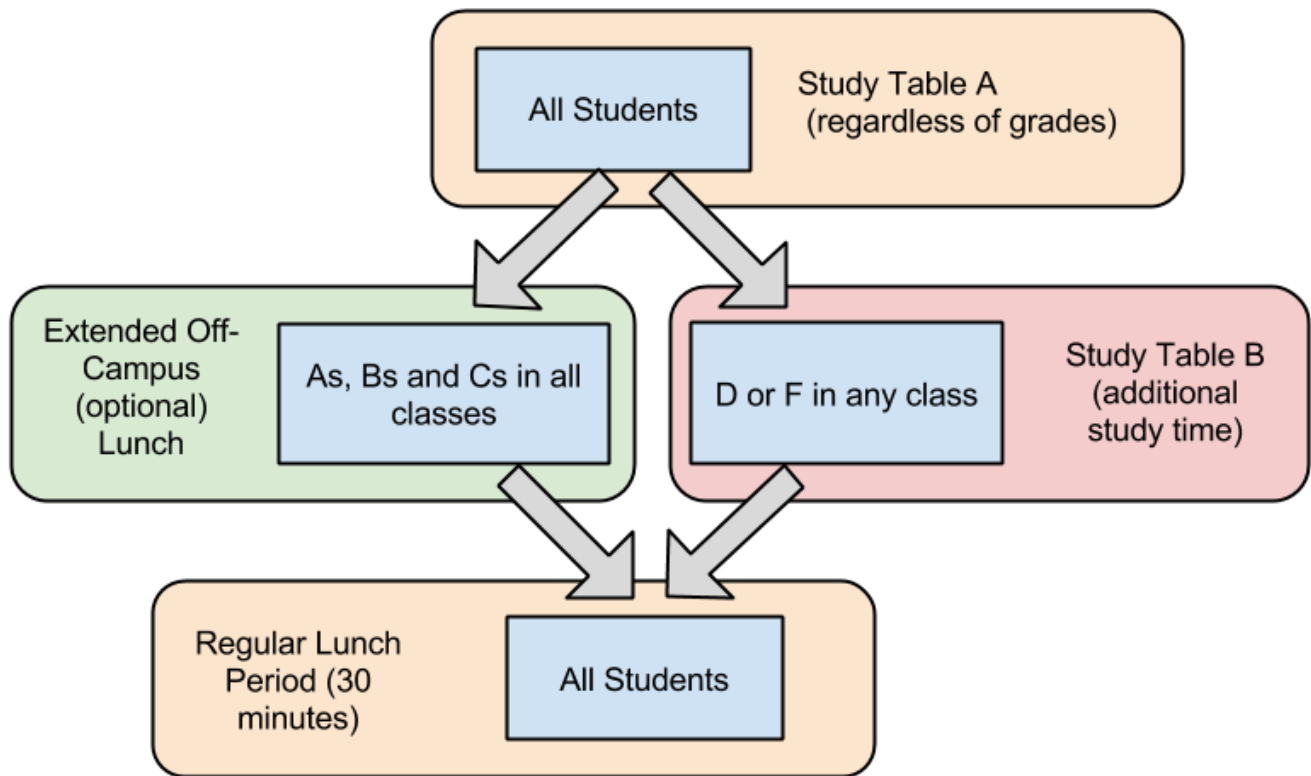 All Students
Study Table A
(regardless of grades)
Extended Off-
Campus
(optional)
Lunch
As, Bs and Cs in all
classes
D or F in any class
Study Table B
(additional
study time)
Regular Lunch
Period (30
minutes)
All Students